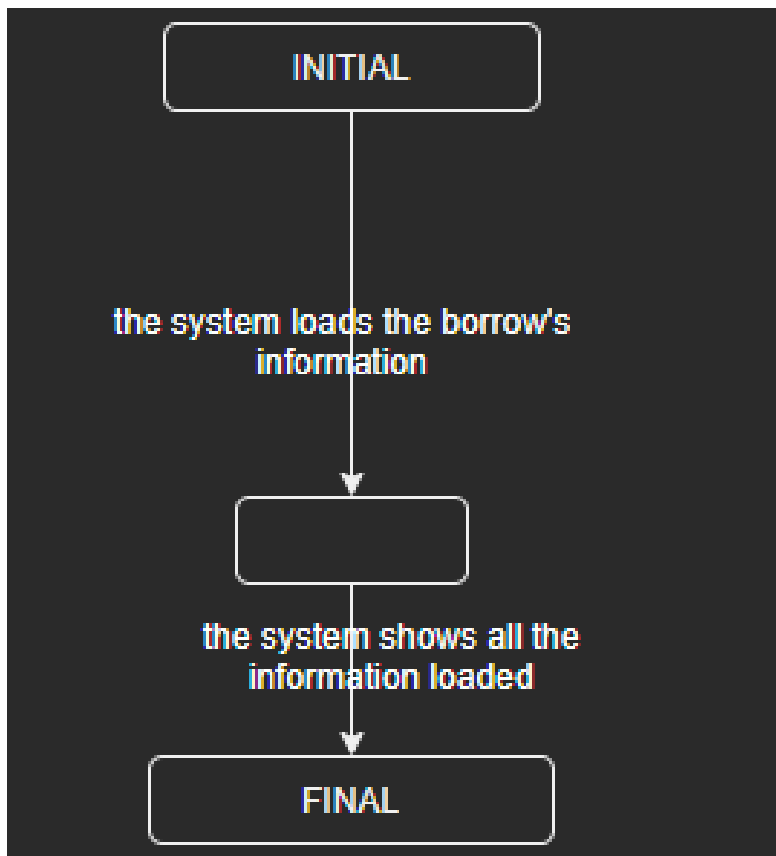 INITIAL
the system loads the borrow's
information
the system shows all the
information loaded
FINAL